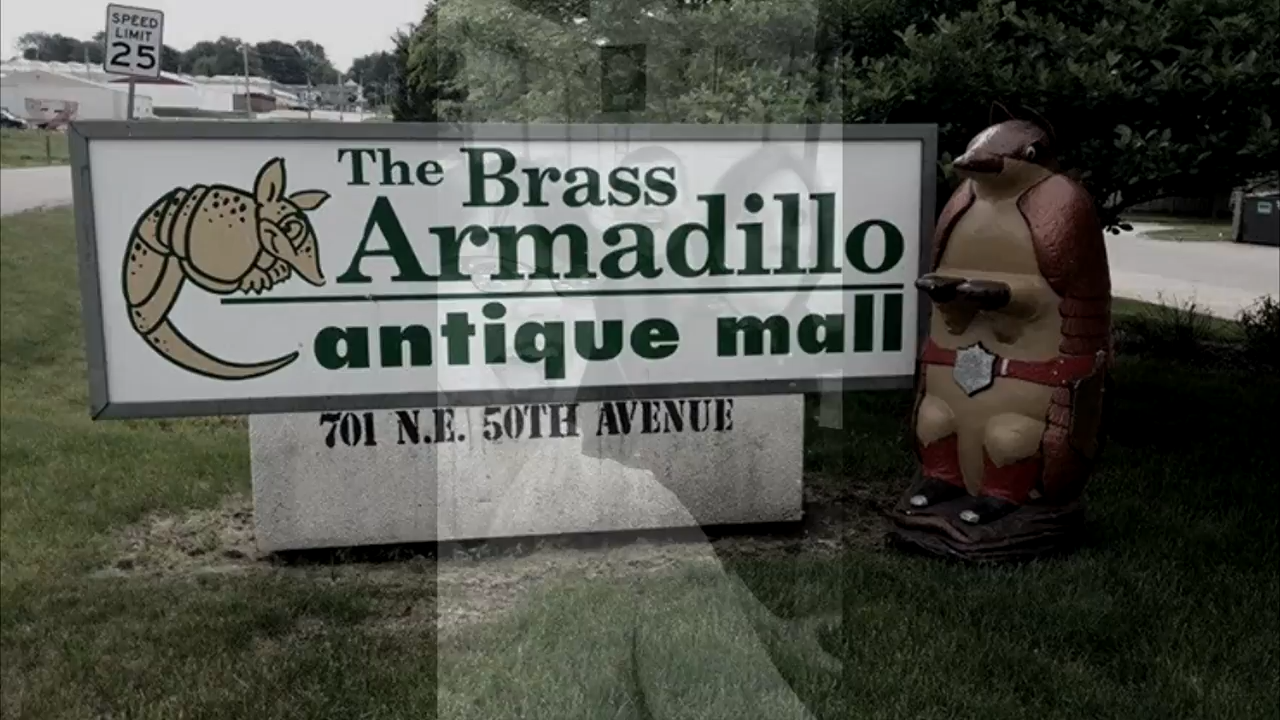 SPEED
LIMIT
25
The Brass
Armadillo
antique mall
701 N.E. 50TH AVENUE